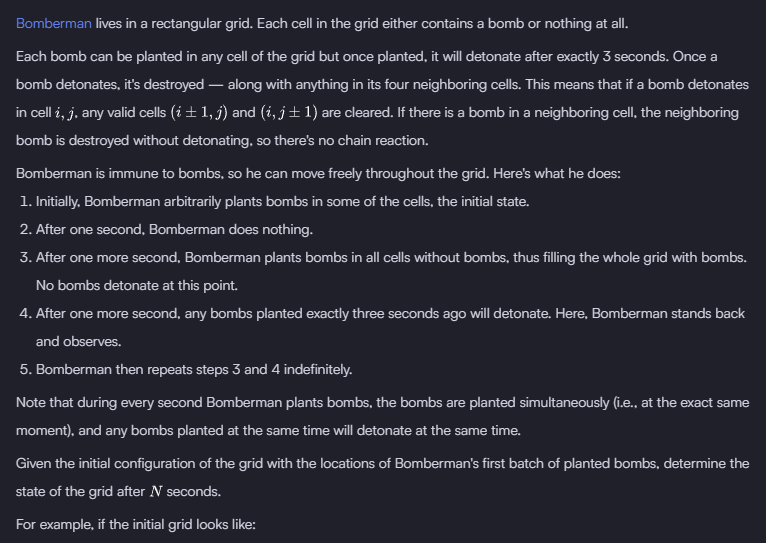 Bomberman lives in a rectangular grid. Each cell in the grid either contains a bomb or nothing at all.
Each bomb can be planted in any cell of the grid but once planted, it will detonate after exactly 3 seconds. Once a
bomb detonates, it's destroyed — along with anything in its four neighboring cells. This means that if a bomb detonates
in cell i, j, any valid cells (i ± 1, j) and (i, j ± 1) are cleared. If there is a bomb in a neighboring cell, the neighboring
bomb is destroyed without detonating, so there's no chain reaction.
Bomberman is immune to bombs, so he can move freely throughout the grid. Here's what he does:
1. Initially, Bomberman arbitrarily plants bombs in some of the cells, the initial state.
2. After one second, Bomberman does nothing.
3. After one more second, Bomberman plants bombs in all cells without bombs, thus filling the whole grid with bombs.
No bombs detonate at this point.
4. After one more second, any bombs planted exactly three seconds ago will detonate. Here, Bomberman stands back
and observes.
5. Bomberman then repeats steps 3 and 4 indefinitely.
Note that during every second Bomberman plants bombs, the bombs are planted simultaneously (i.e., at the exact same
moment), and any bombs planted at the same time will detonate at the same time.
Given the initial configuration of the grid with the locations of Bomberman's first batch of planted bombs, determine the
state of the grid after N seconds.
For example, if the initial grid looks like: